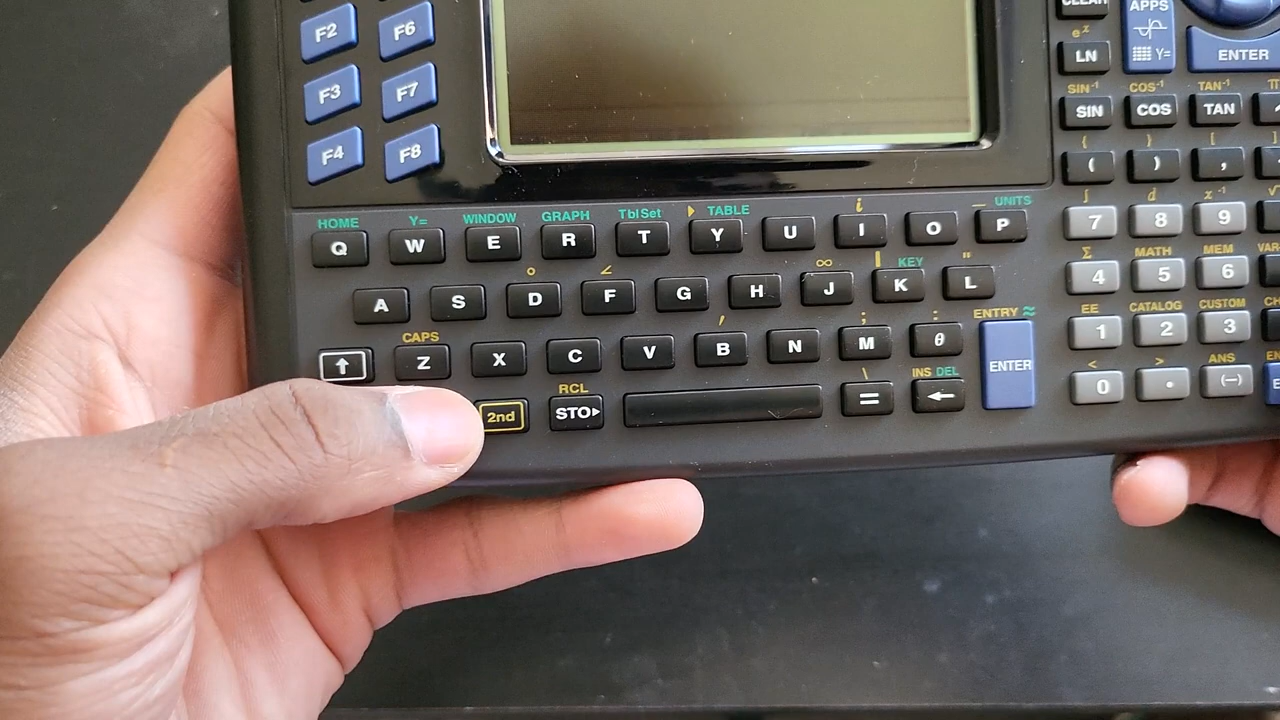 CLEAR
F2 F6 APPS
e^x
LN Y= ENTER
F3 F7 SIN⁻¹ COS⁻¹ TAN⁻¹
SIN COS TAN
F4 F8 { } [ ]
( ) ,
∫ d x⁻¹
HOME Y= WINDOW GRAPH TblSet ▶ TABLE i _ UNITS
Q W E R T Y U I O P 7 8 9
° ∠ ∞ | KEY " Σ MATH MEM
A S D F G H J K L 4 5 6
CAPS ' ; : ENTRY ≈ EE CATALOG CUSTOM
↑ Z X C V B N M θ ENTER 1 2 3
RCL \ INS DEL < > ANS
2nd STO▶ = ← 0 . (−)